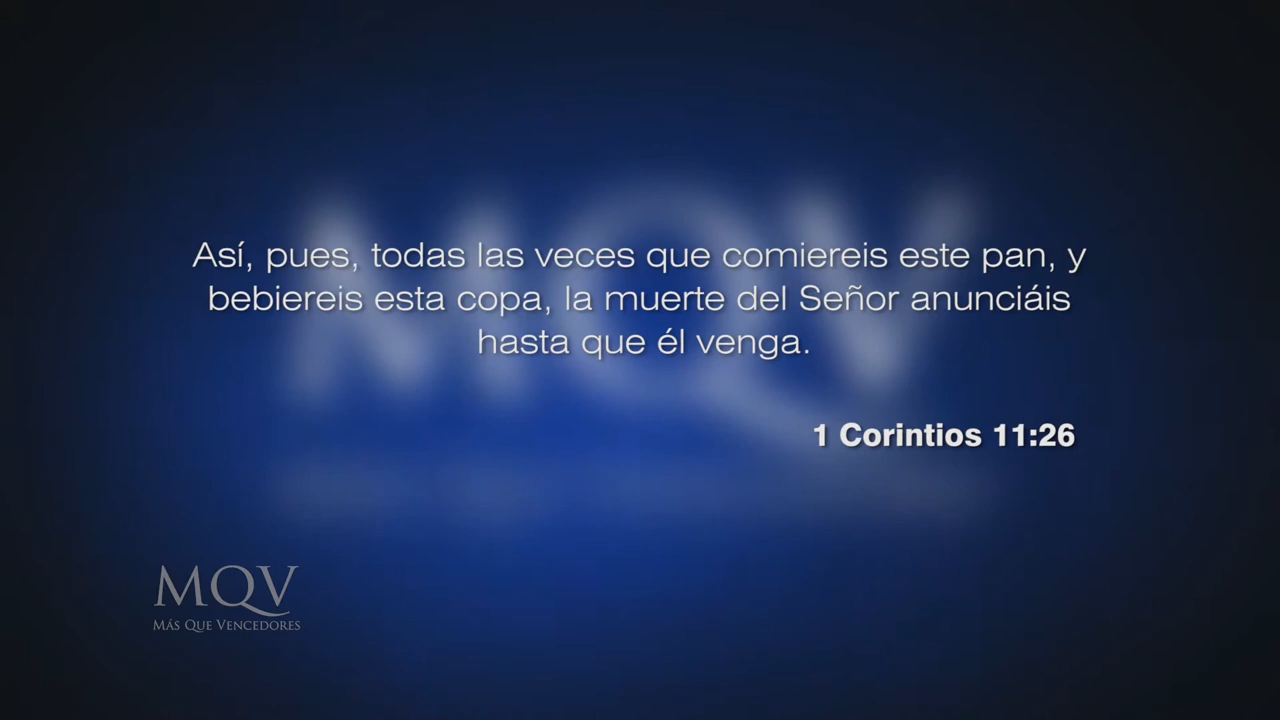 Así, pues, todas las veces que comiereis este pan, y
bebiereis esta copa, la muerte del Señor anunciáis
hasta que él venga.
1 Corintios 11:26
MQV
MÁS QUE VENCEDORES